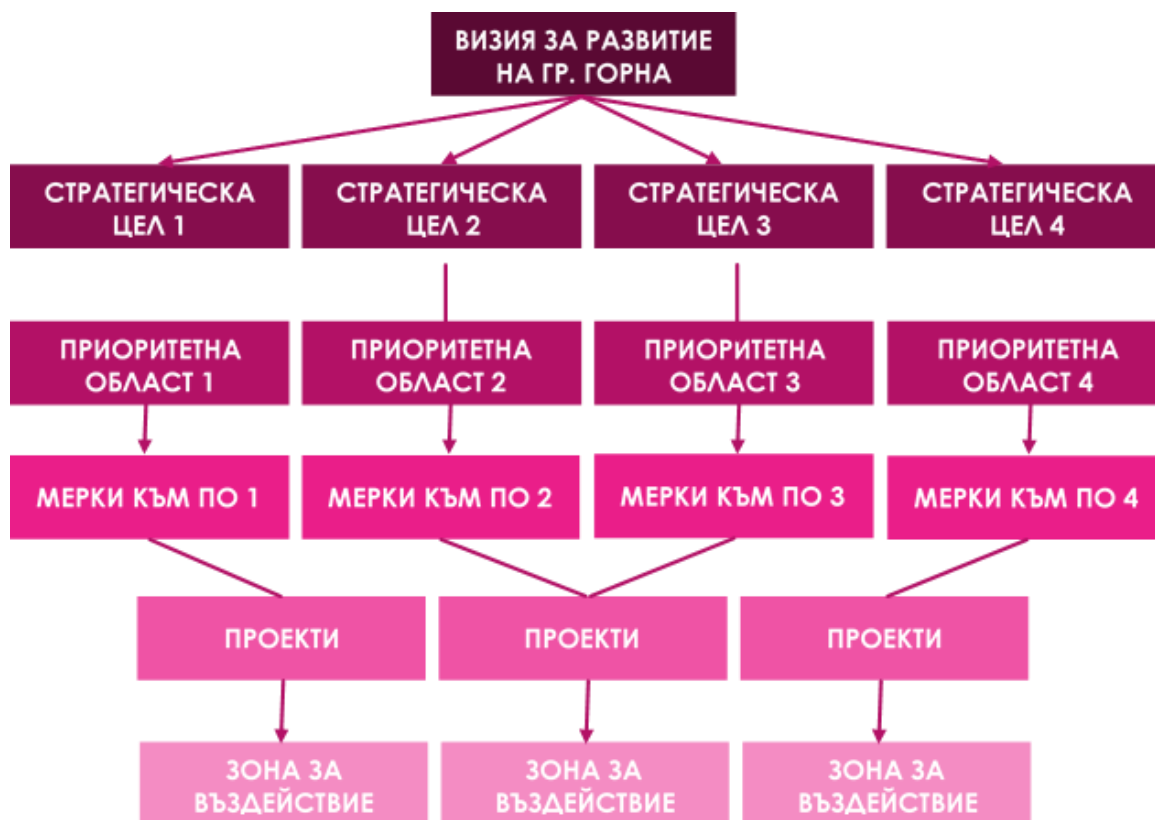 ВИЗИЯ ЗА РАЗВИТИЕ
НА ГР. ГОРНА
СТРАТЕГИЧЕСКА
ЦЕЛ 1
СТРАТЕГИЧЕСКА
ЦЕЛ 2
СТРАТЕГИЧЕСКА
ЦЕЛ 3
СТРАТЕГИЧЕСКА
ЦЕЛ 4
ПРИОРИТЕТНА
ОБЛАСТ 1
ПРИОРИТЕТНА
ОБЛАСТ 2
ПРИОРИТЕТНА
ОБЛАСТ 3
ПРИОРИТЕТНА
ОБЛАСТ 4
МЕРКИ КЪМ ПО 1
МЕРКИ КЪМ ПО 2
МЕРКИ КЪМ ПО 3
МЕРКИ КЪМ ПО 4
ПРОЕКТИ
ПРОЕКТИ
ПРОЕКТИ
ЗОНА ЗА
ВЪЗДЕЙСТВИЕ
ЗОНА ЗА
ВЪЗДЕЙСТВИЕ
ЗОНА ЗА
ВЪЗДЕЙСТВИЕ